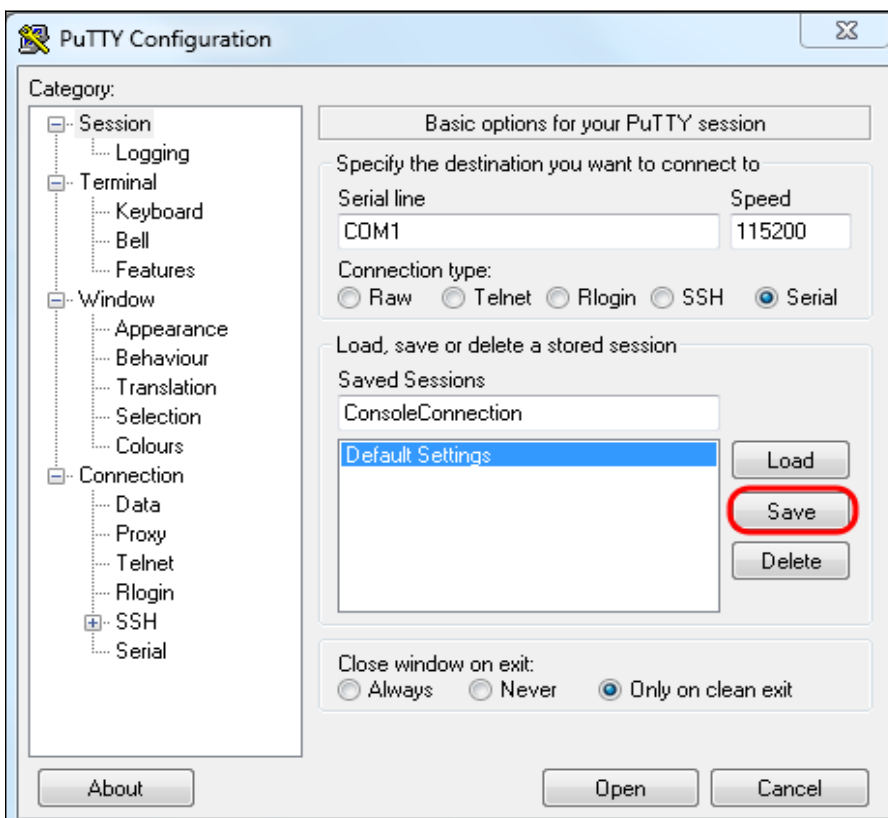 PuTTY Configuration
Category:
Session
Logging
Terminal
Keyboard
Bell
Features
Window
Appearance
Behaviour
Translation
Selection
Colours
Connection
Data
Proxy
Telnet
Rlogin
SSH
Serial
Basic options for your PuTTY session
Specify the destination you want to connect to
Serial line Speed
COM1 115200
Connection type:
Raw Telnet Rlogin SSH Serial
Load, save or delete a stored session
Saved Sessions
ConsoleConnection
Default Settings
Load
Save
Delete
Close window on exit:
Always Never Only on clean exit
About Open Cancel